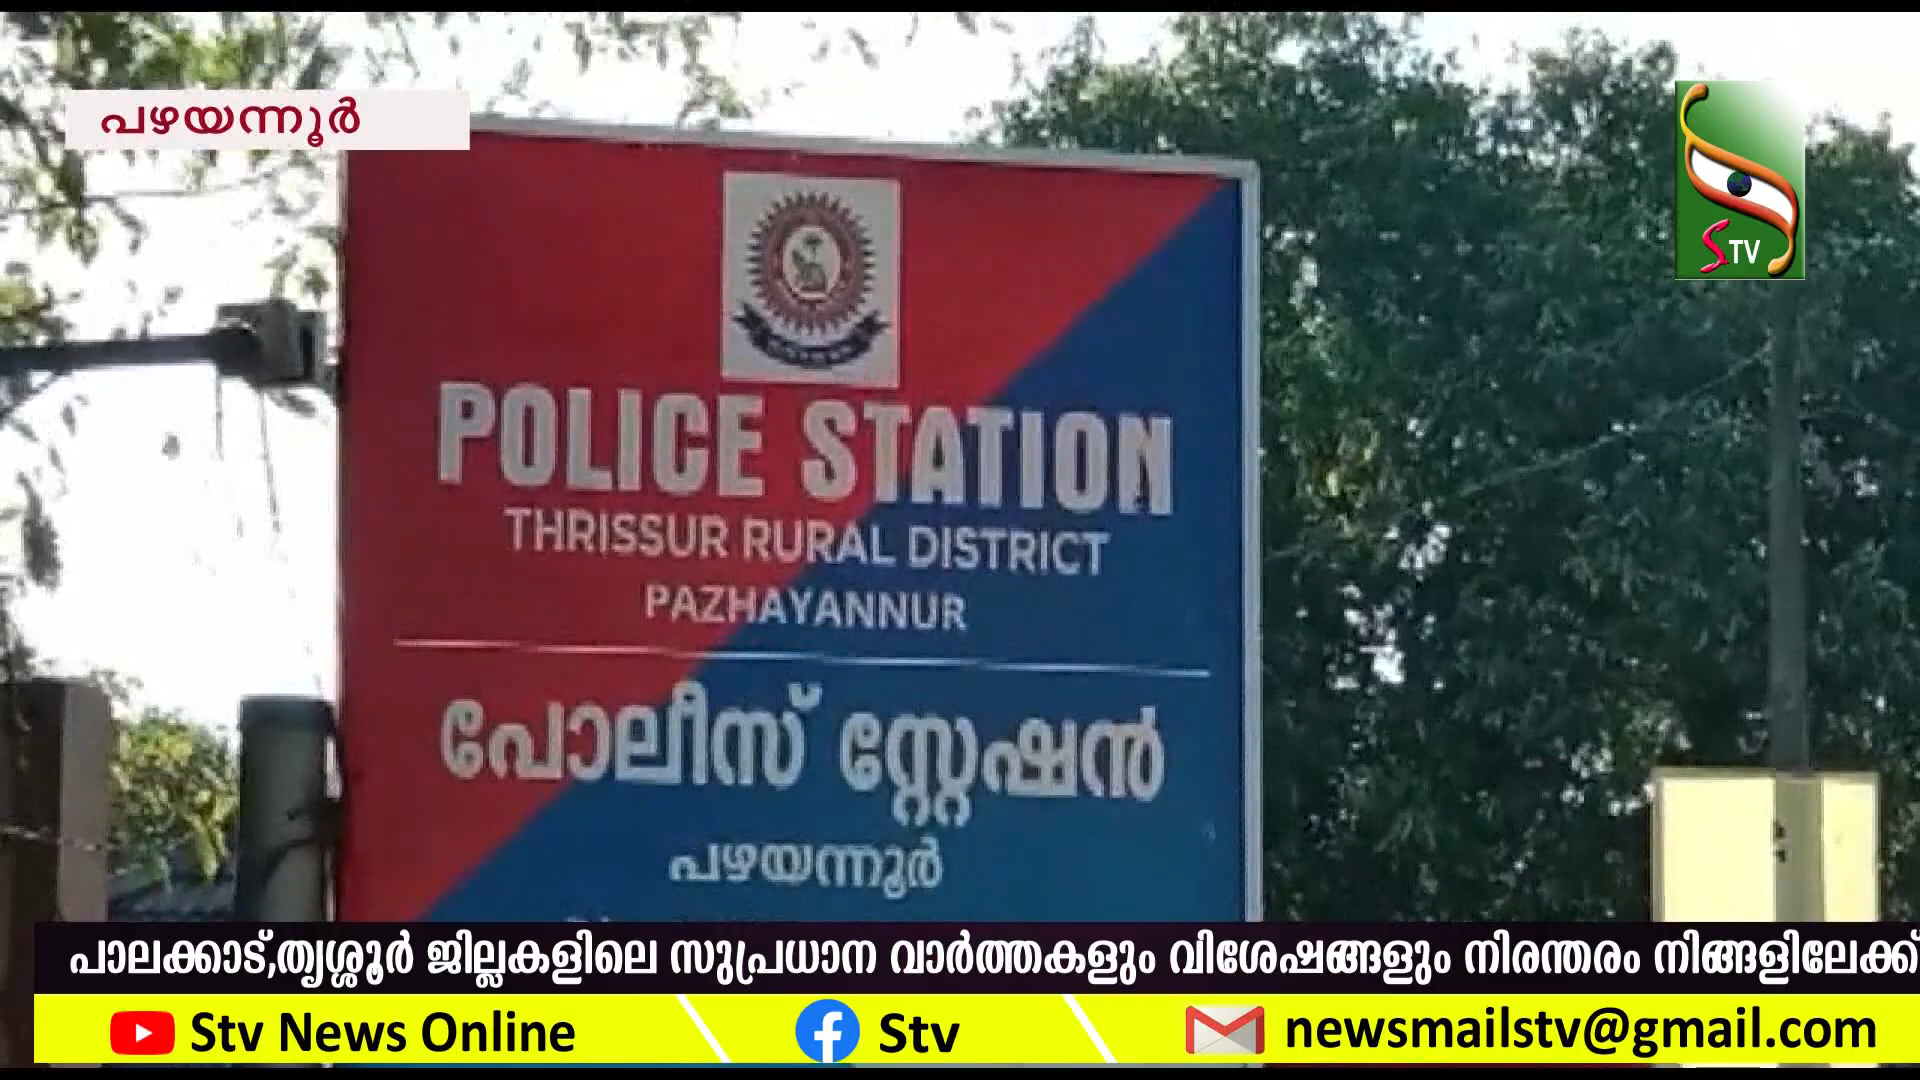 പഴയന്നൂർ
STV
POLICE STATION
THRISSUR RURAL DISTRICT
PAZHAYANNUR
പോലീസ് സ്റ്റേഷൻ
പഴയന്നൂർ
പാലക്കാട്,തൃശ്ശൂർ ജില്ലകളിലെ സുപ്രധാന വാർത്തകളും വിശേഷങ്ങളും നിരന്തരം നിങ്ങളിലേക്ക്
Stv News Online
Stv
newsmailstv@gmail.com